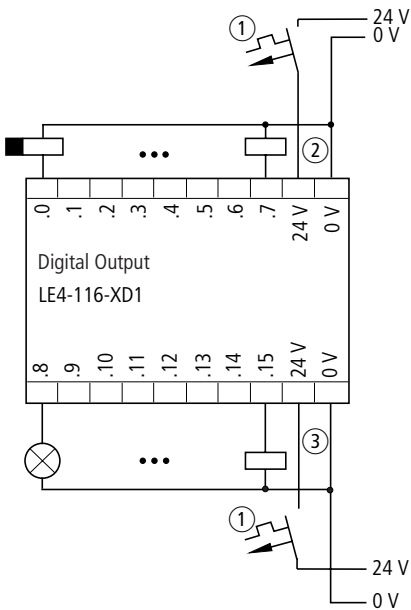 ① 24 V
0 V
②
.0 .1 .2 .3 .4 .5 .6 .7 24 V 0 V
Digital Output
LE4-116-XD1
.8 .9 .10 .11 .12 .13 .14 .15 24 V 0 V
③
①
24 V
0 V